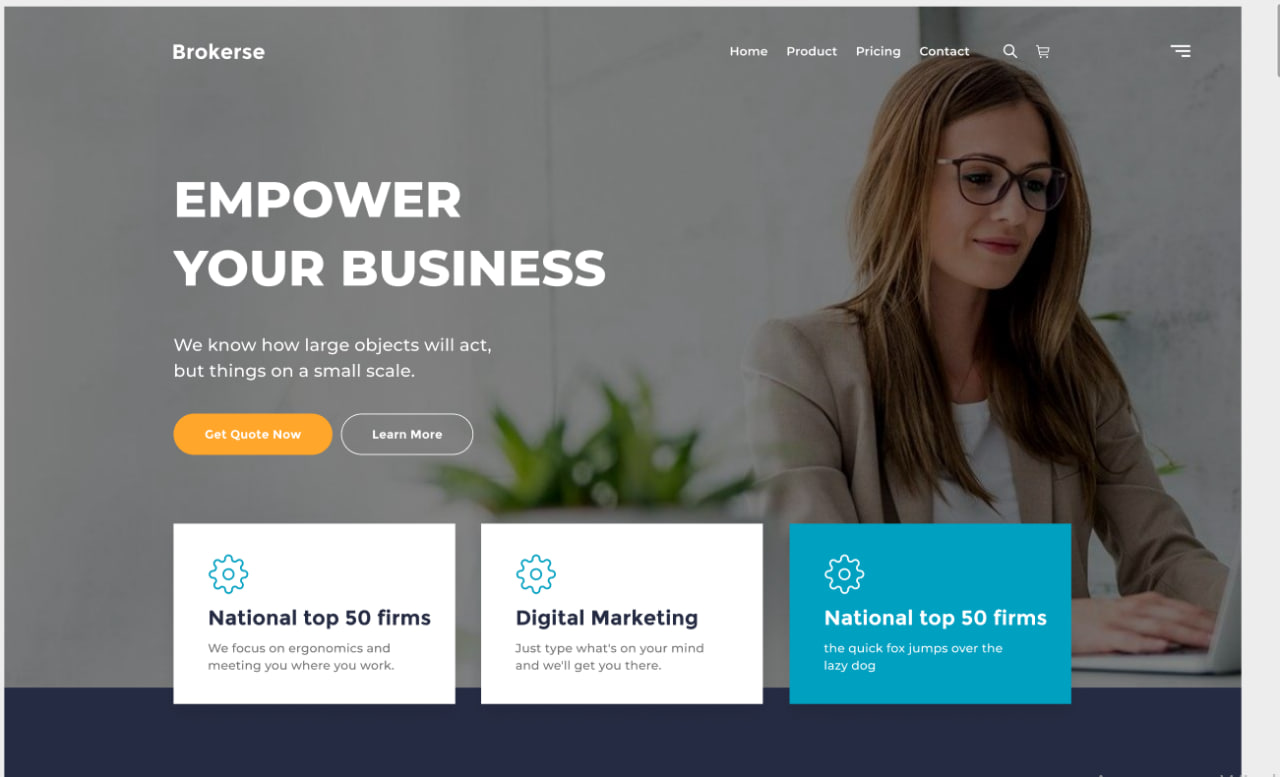 Brokerse
Home Product Pricing Contact
EMPOWER
YOUR BUSINESS
We know how large objects will act,
but things on a small scale.
Get Quote Now
Learn More
National top 50 firms
We focus on ergonomics and
meeting you where you work.
Digital Marketing
Just type what's on your mind
and we'll get you there.
National top 50 firms
the quick fox jumps over the
lazy dog